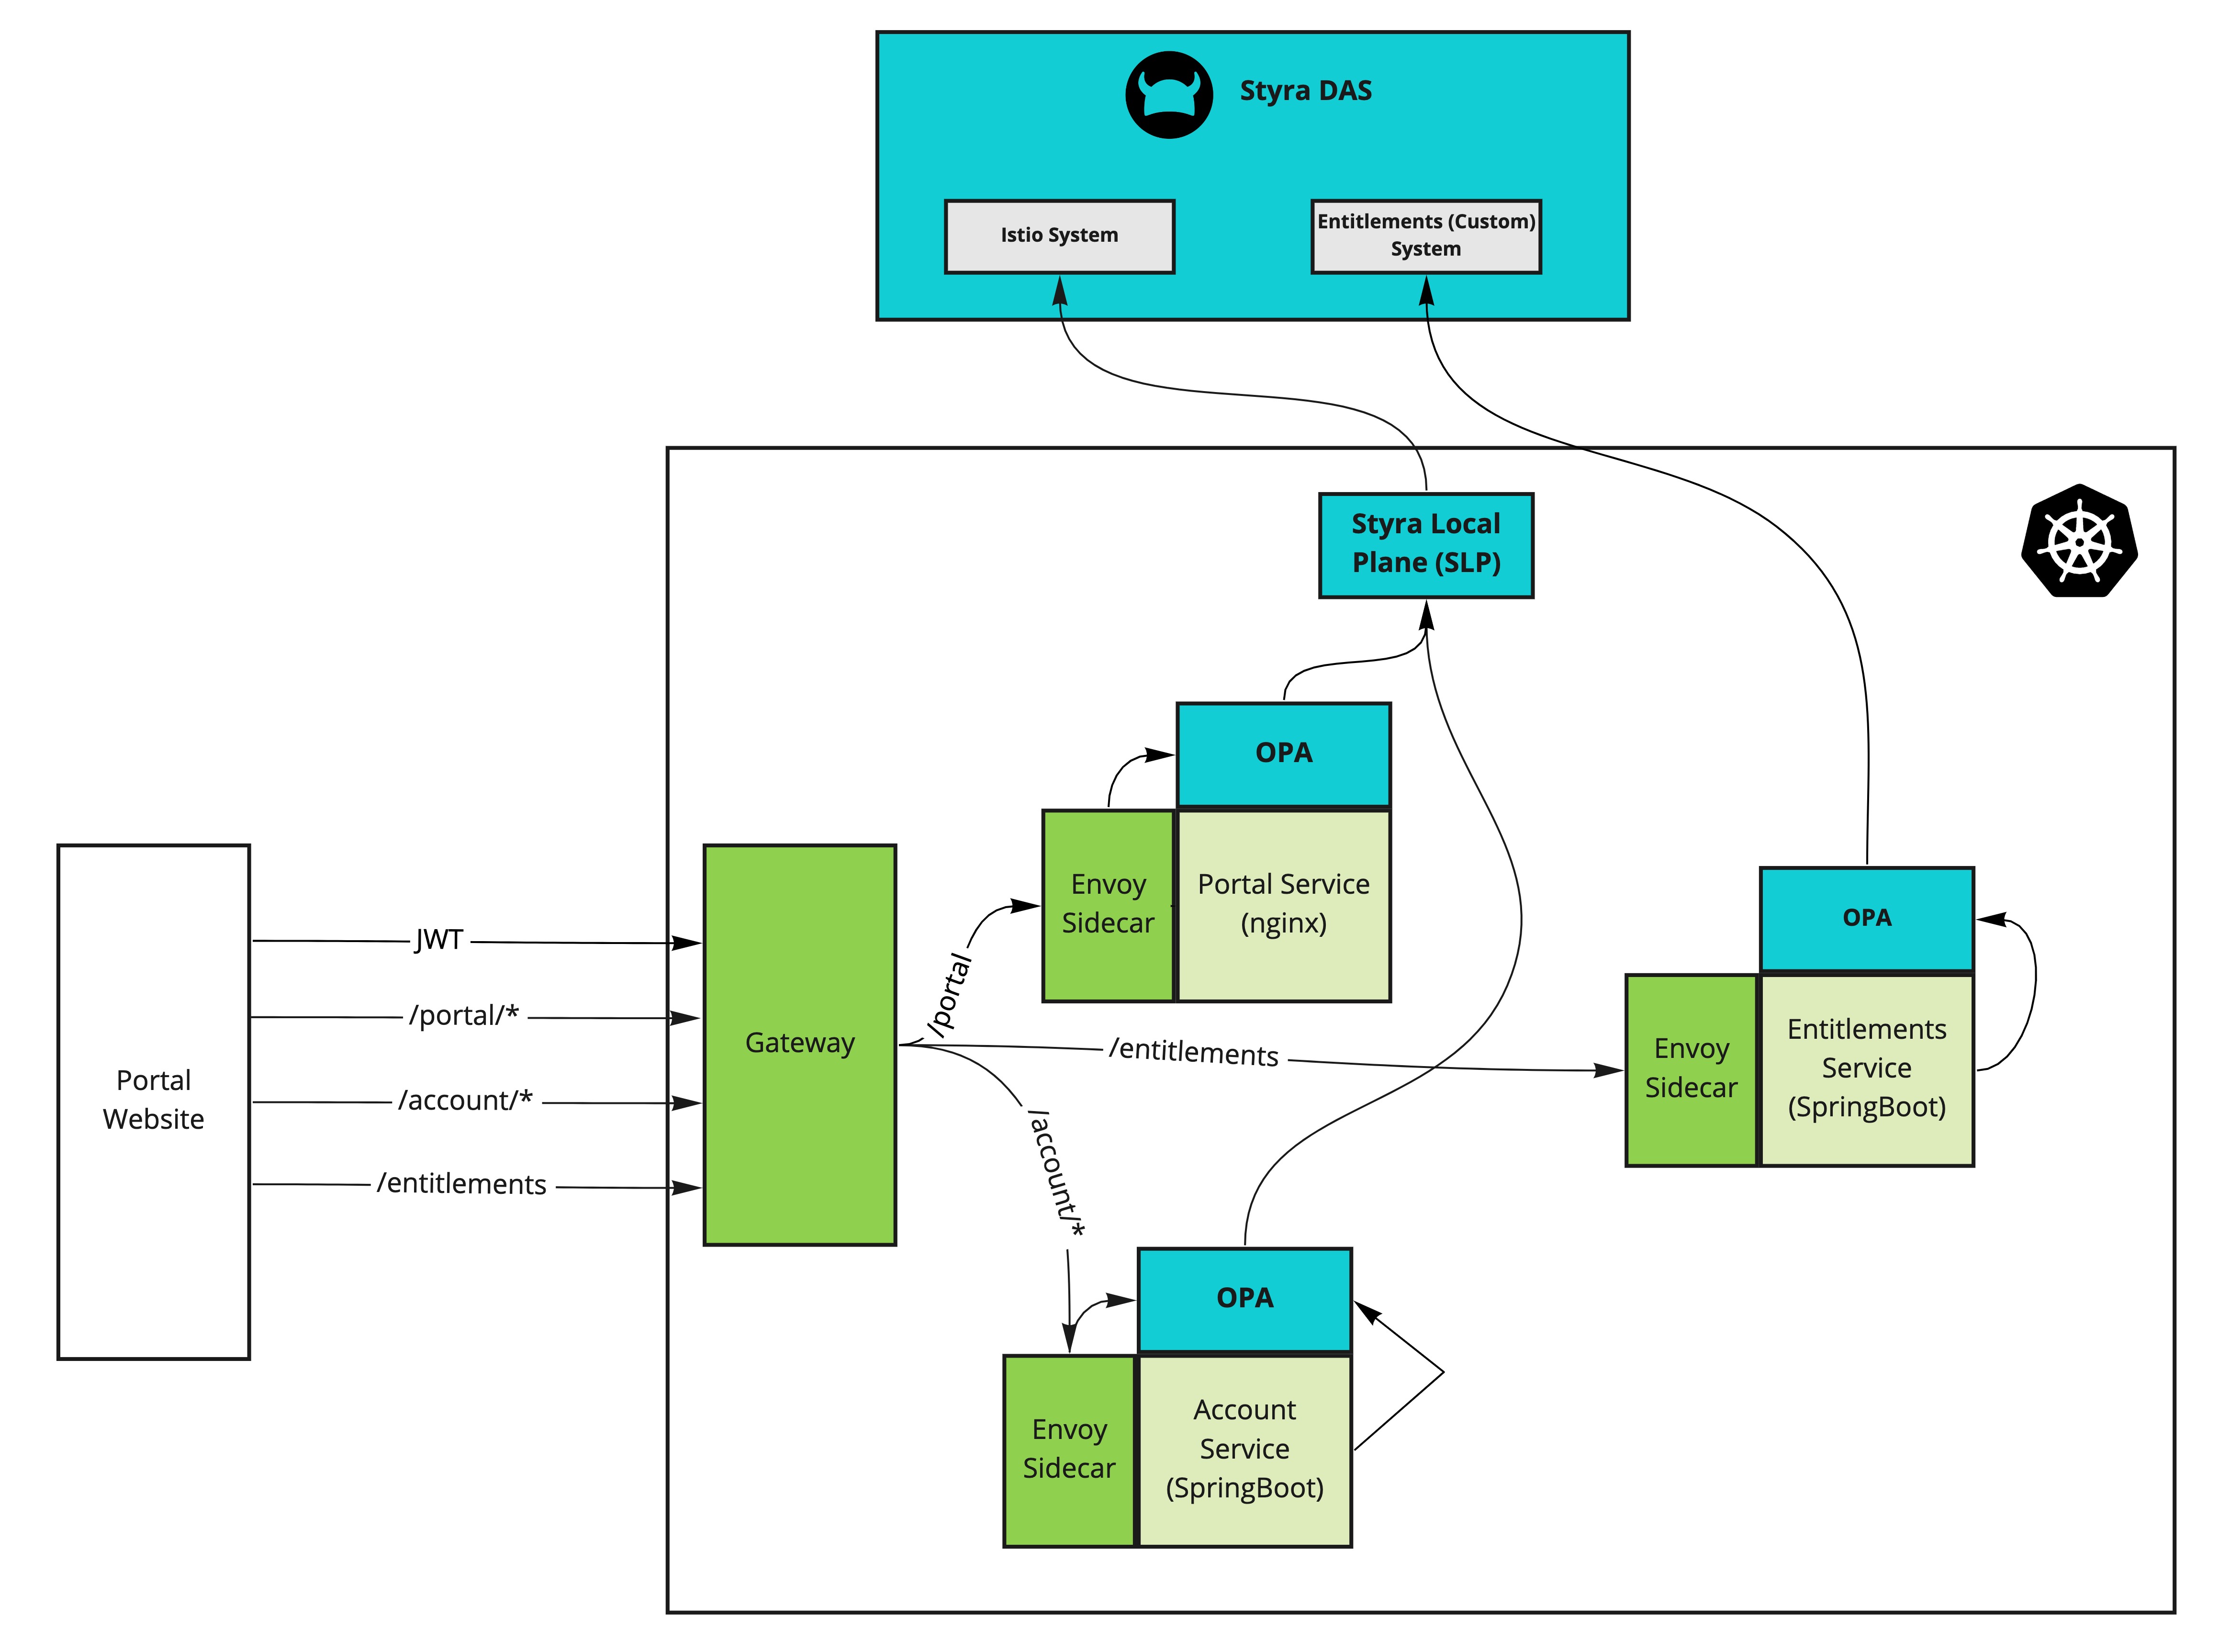 Styra DAS
Istio System
Entitlements (Custom)
System
Styra Local
Plane (SLP)
OPA
Envoy
Sidecar
Portal Service
(nginx)
OPA
Envoy
Sidecar
Entitlements
Service
(SpringBoot)
Portal
Website
JWT
/portal/*
/account/*
/entitlements
Gateway
/portal
/entitlements
/account/*
OPA
Envoy
Sidecar
Account
Service
(SpringBoot)